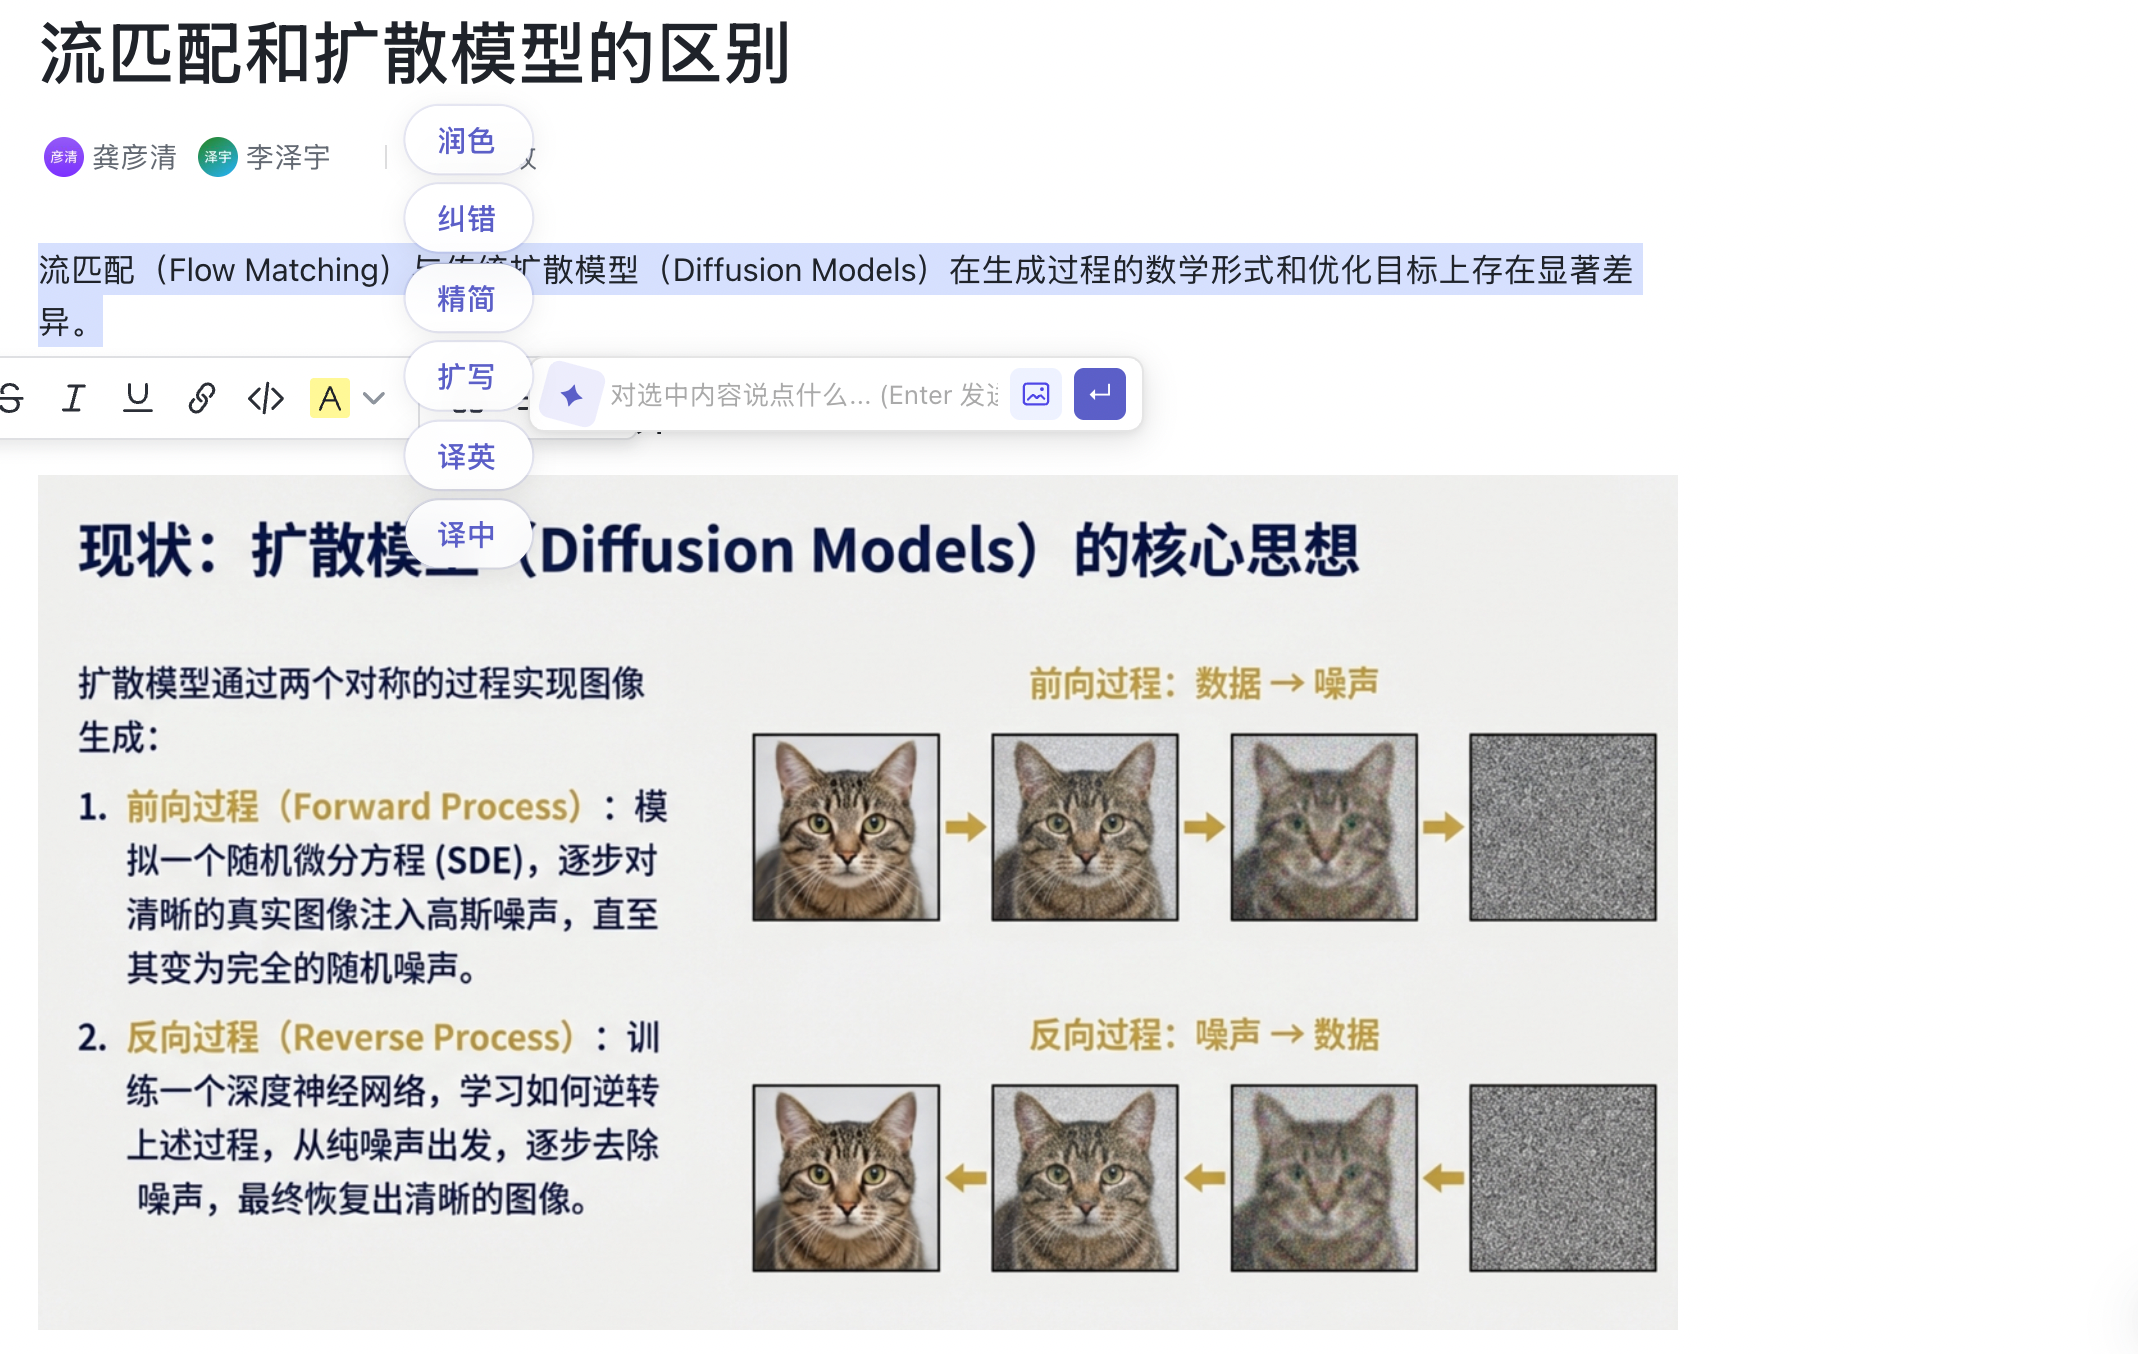 流匹配和扩散模型的区别
彦清 龚彦清 泽宇 李泽宇
润色
纠错
流匹配（Flow Matching）与传统扩散模型（Diffusion Models）在生成过程的数学形式和优化目标上存在显著差
异。
精简
扩写
S I U </> A
对选中内容说点什么... (Enter 发
译英
译中
现状：扩散模型（Diffusion Models）的核心思想
扩散模型通过两个对称的过程实现图像
生成：
1. 前向过程（Forward Process）：模
拟一个随机微分方程 (SDE)，逐步对
清晰的真实图像注入高斯噪声，直至
其变为完全的随机噪声。
2. 反向过程（Reverse Process）：训
练一个深度神经网络，学习如何逆转
上述过程，从纯噪声出发，逐步去除
噪声，最终恢复出清晰的图像。
前向过程：数据 → 噪声
反向过程：噪声 → 数据